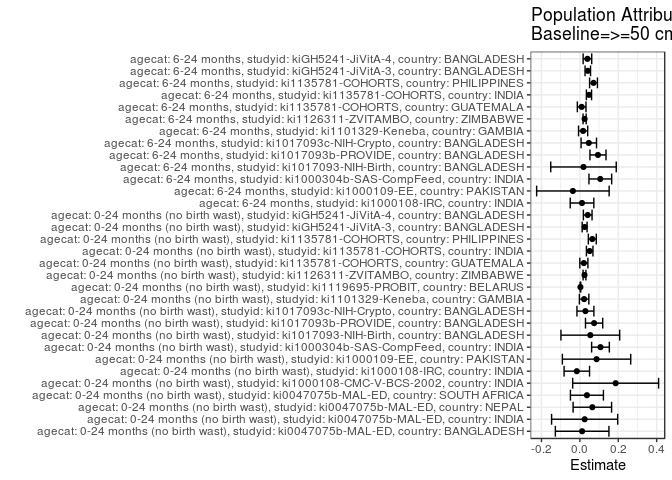 Population Attribu
Baseline=>=50 cm
agecat: 6-24 months, studyid: kiGH5241-JiVitA-4, country: BANGLADESH
agecat: 6-24 months, studyid: kiGH5241-JiVitA-3, country: BANGLADESH
agecat: 6-24 months, studyid: ki1135781-COHORTS, country: PHILIPPINES
agecat: 6-24 months, studyid: ki1135781-COHORTS, country: INDIA
agecat: 6-24 months, studyid: ki1135781-COHORTS, country: GUATEMALA
agecat: 6-24 months, studyid: ki1126311-ZVITAMBO, country: ZIMBABWE
agecat: 6-24 months, studyid: ki1101329-Keneba, country: GAMBIA
agecat: 6-24 months, studyid: ki1017093c-NIH-Crypto, country: BANGLADESH
agecat: 6-24 months, studyid: ki1017093b-PROVIDE, country: BANGLADESH
agecat: 6-24 months, studyid: ki1017093-NIH-Birth, country: BANGLADESH
agecat: 6-24 months, studyid: ki1000304b-SAS-CompFeed, country: INDIA
agecat: 6-24 months, studyid: ki1000109-EE, country: PAKISTAN
agecat: 6-24 months, studyid: ki1000108-IRC, country: INDIA
agecat: 0-24 months (no birth wast), studyid: kiGH5241-JiVitA-4, country: BANGLADESH
agecat: 0-24 months (no birth wast), studyid: kiGH5241-JiVitA-3, country: BANGLADESH
agecat: 0-24 months (no birth wast), studyid: ki1135781-COHORTS, country: PHILIPPINES
agecat: 0-24 months (no birth wast), studyid: ki1135781-COHORTS, country: INDIA
agecat: 0-24 months (no birth wast), studyid: ki1135781-COHORTS, country: GUATEMALA
agecat: 0-24 months (no birth wast), studyid: ki1126311-ZVITAMBO, country: ZIMBABWE
agecat: 0-24 months (no birth wast), studyid: ki1119695-PROBIT, country: BELARUS
agecat: 0-24 months (no birth wast), studyid: ki1101329-Keneba, country: GAMBIA
agecat: 0-24 months (no birth wast), studyid: ki1017093c-NIH-Crypto, country: BANGLADESH
agecat: 0-24 months (no birth wast), studyid: ki1017093b-PROVIDE, country: BANGLADESH
agecat: 0-24 months (no birth wast), studyid: ki1017093-NIH-Birth, country: BANGLADESH
agecat: 0-24 months (no birth wast), studyid: ki1000304b-SAS-CompFeed, country: INDIA
agecat: 0-24 months (no birth wast), studyid: ki1000109-EE, country: PAKISTAN
agecat: 0-24 months (no birth wast), studyid: ki1000108-IRC, country: INDIA
agecat: 0-24 months (no birth wast), studyid: ki1000108-CMC-V-BCS-2002, country: INDIA
agecat: 0-24 months (no birth wast), studyid: ki0047075b-MAL-ED, country: SOUTH AFRICA
agecat: 0-24 months (no birth wast), studyid: ki0047075b-MAL-ED, country: NEPAL
agecat: 0-24 months (no birth wast), studyid: ki0047075b-MAL-ED, country: INDIA
agecat: 0-24 months (no birth wast), studyid: ki0047075b-MAL-ED, country: BANGLADESH
-0.2 0.0 0.2 0.4
Estimate